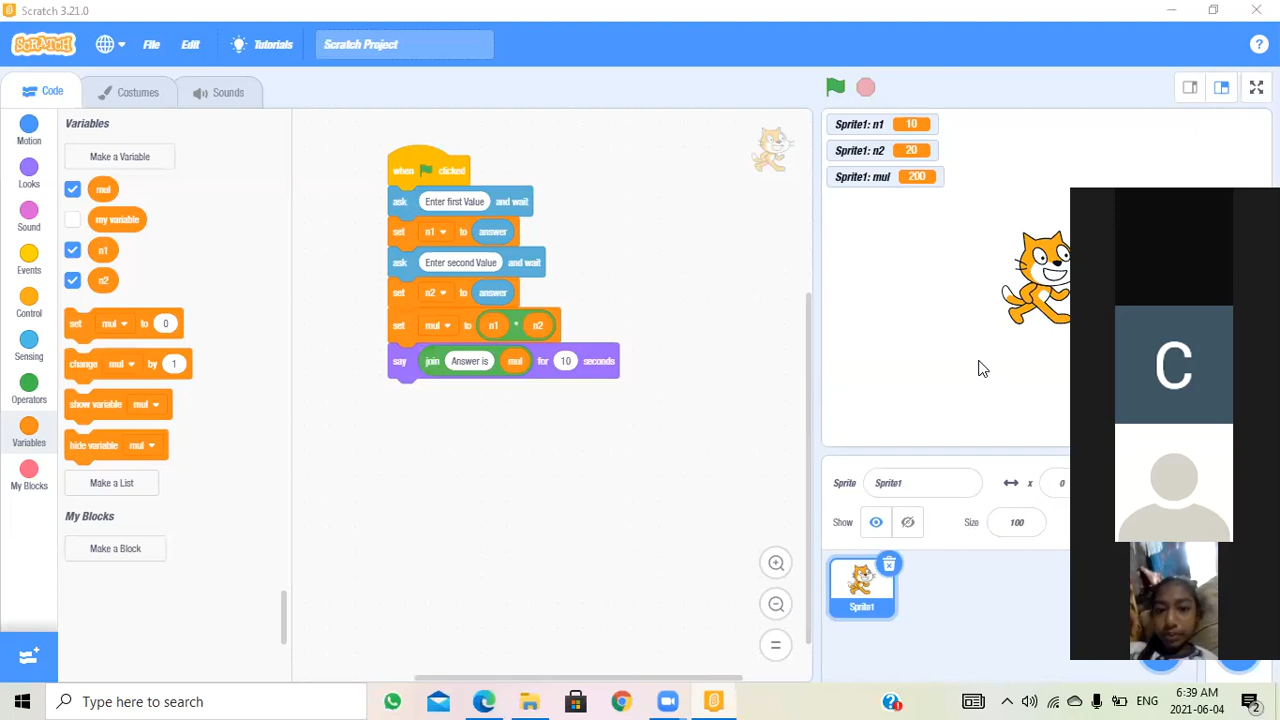 Scratch 3.21.0
SCRATCH File Edit Tutorials Scratch Project ?
Code Costumes Sounds
Motion
Looks
Sound
Events
Control
Sensing
Operators
Variables
My Blocks
Variables
Make a Variable
mul
my variable
n1
n2
set mul to 0
change mul by 1
show variable mul
hide variable mul
Make a List
My Blocks
Make a Block
when clicked
ask Enter first Value and wait
set n1 to answer
ask Enter second Value and wait
set n2 to answer
set mul to n1 * n2
say join Answer is mul for 10 seconds
Sprite1: n1 10
Sprite1: n2 20
Sprite1: mul 200
C
Sprite Sprite1 x 0
Show Size 100
Sprite1
Type here to search
ENG
6:39 AM
2021-06-04
2